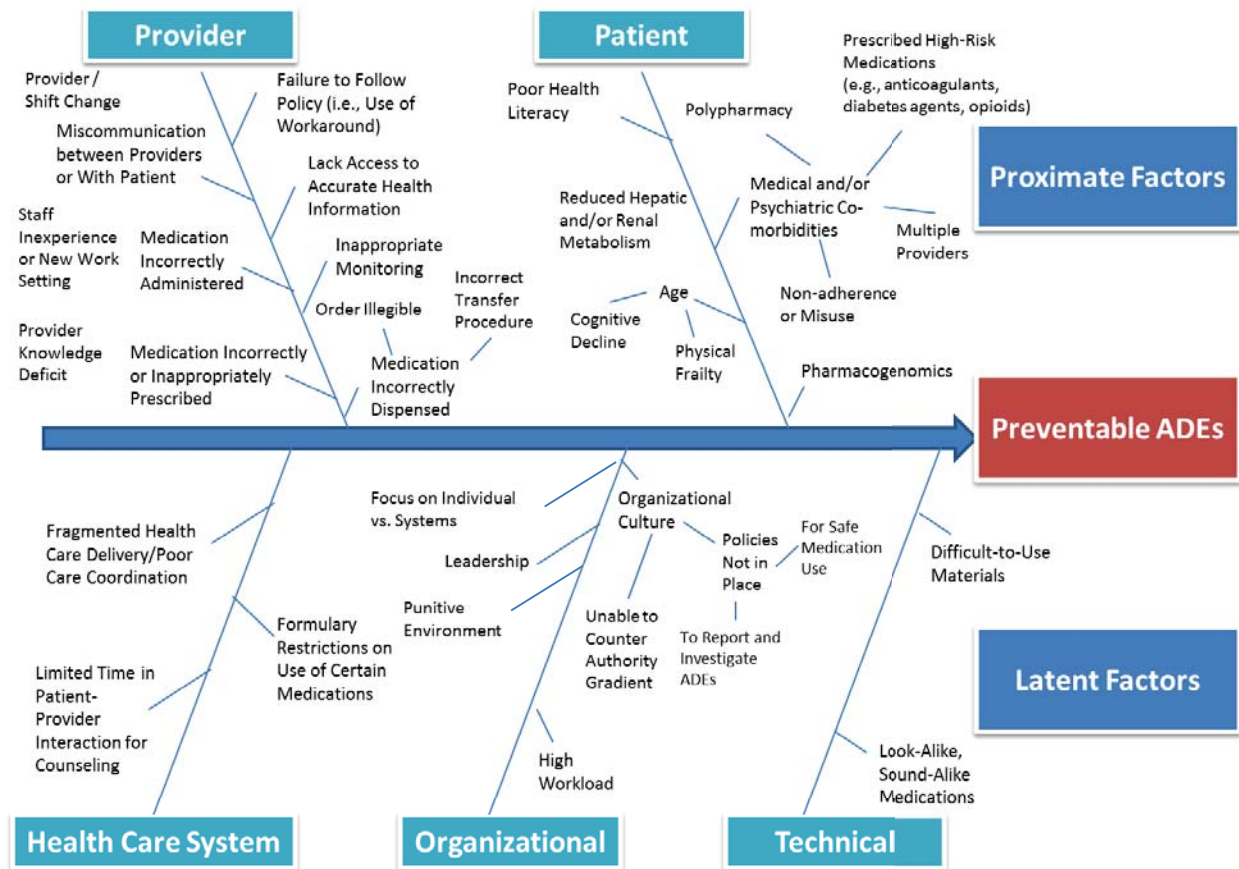 Provider
Patient
Provider /
Shift Change
Failure to Follow
Policy (i.e., Use of
Workaround)
Miscommunication
between Providers
or With Patient
Lack Access to
Accurate Health
Information
Staff
Inexperience
or New Work
Setting
Medication
Incorrectly
Administered
Inappropriate
Monitoring
Order Illegible
Incorrect
Transfer
Procedure
Provider
Knowledge
Deficit
Medication Incorrectly
or Inappropriately
Prescribed
Medication
Incorrectly
Dispensed
Poor Health
Literacy
Polypharmacy
Prescribed High-Risk
Medications
(e.g., anticoagulants,
diabetes agents, opioids)
Reduced Hepatic
and/or Renal
Metabolism
Medical and/or
Psychiatric Co-
morbidities
Multiple
Providers
Age
Cognitive
Decline
Physical
Frailty
Non-adherence
or Misuse
Pharmacogenomics
Proximate Factors
Preventable ADEs
Fragmented Health
Care Delivery/Poor
Care Coordination
Formulary
Restrictions on
Use of Certain
Medications
Limited Time in
Patient-
Provider
Interaction for
Counseling
Focus on Individual
vs. Systems
Leadership
Punitive
Environment
Organizational
Culture
Unable to
Counter
Authority
Gradient
Policies
Not in
Place
For Safe
Medication
Use
To Report and
Investigate
ADEs
High
Workload
Difficult-to-Use
Materials
Look-Alike,
Sound-Alike
Medications
Latent Factors
Health Care System
Organizational
Technical